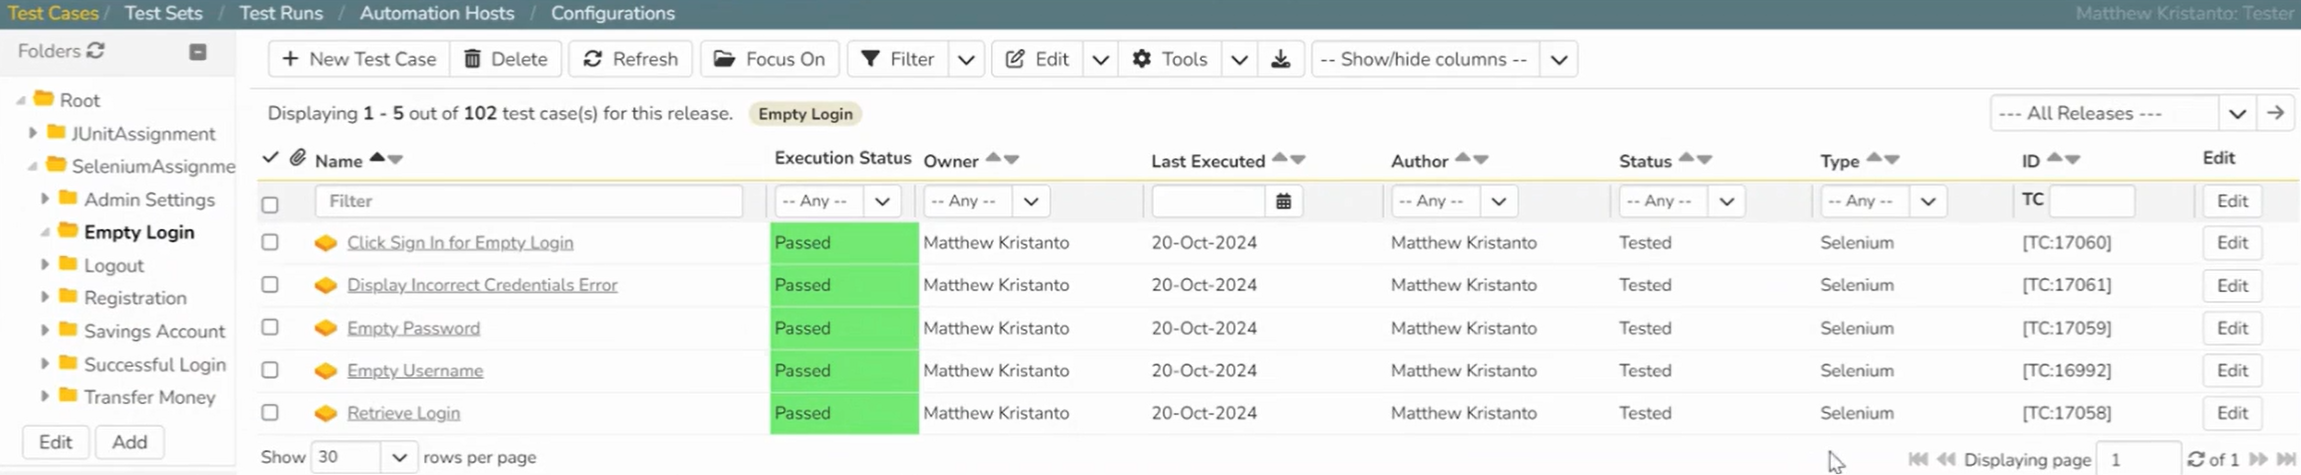 Test Cases / Test Sets / Test Runs / Automation Hosts / Configurations Matthew Kristanto: Tester
Folders
Root
JUnitAssignment
SeleniumAssignme
Admin Settings
Empty Login
Logout
Registration
Savings Account
Successful Login
Transfer Money
Edit Add
+ New Test Case Delete Refresh Focus On Filter Edit Tools -- Show/hide columns --
Displaying 1 - 5 out of 102 test case(s) for this release. Empty Login --- All Releases ---
Name Execution Status Owner Last Executed Author Status Type ID Edit
Filter -- Any -- -- Any -- -- Any -- -- Any -- -- Any -- TC Edit
Click Sign In for Empty Login Passed Matthew Kristanto 20-Oct-2024 Matthew Kristanto Tested Selenium [TC:17060] Edit
Display Incorrect Credentials Error Passed Matthew Kristanto 20-Oct-2024 Matthew Kristanto Tested Selenium [TC:17061] Edit
Empty Password Passed Matthew Kristanto 20-Oct-2024 Matthew Kristanto Tested Selenium [TC:17059] Edit
Empty Username Passed Matthew Kristanto 20-Oct-2024 Matthew Kristanto Tested Selenium [TC:16992] Edit
Retrieve Login Passed Matthew Kristanto 20-Oct-2024 Matthew Kristanto Tested Selenium [TC:17058] Edit
Show 30 rows per page Displaying page 1 of 1